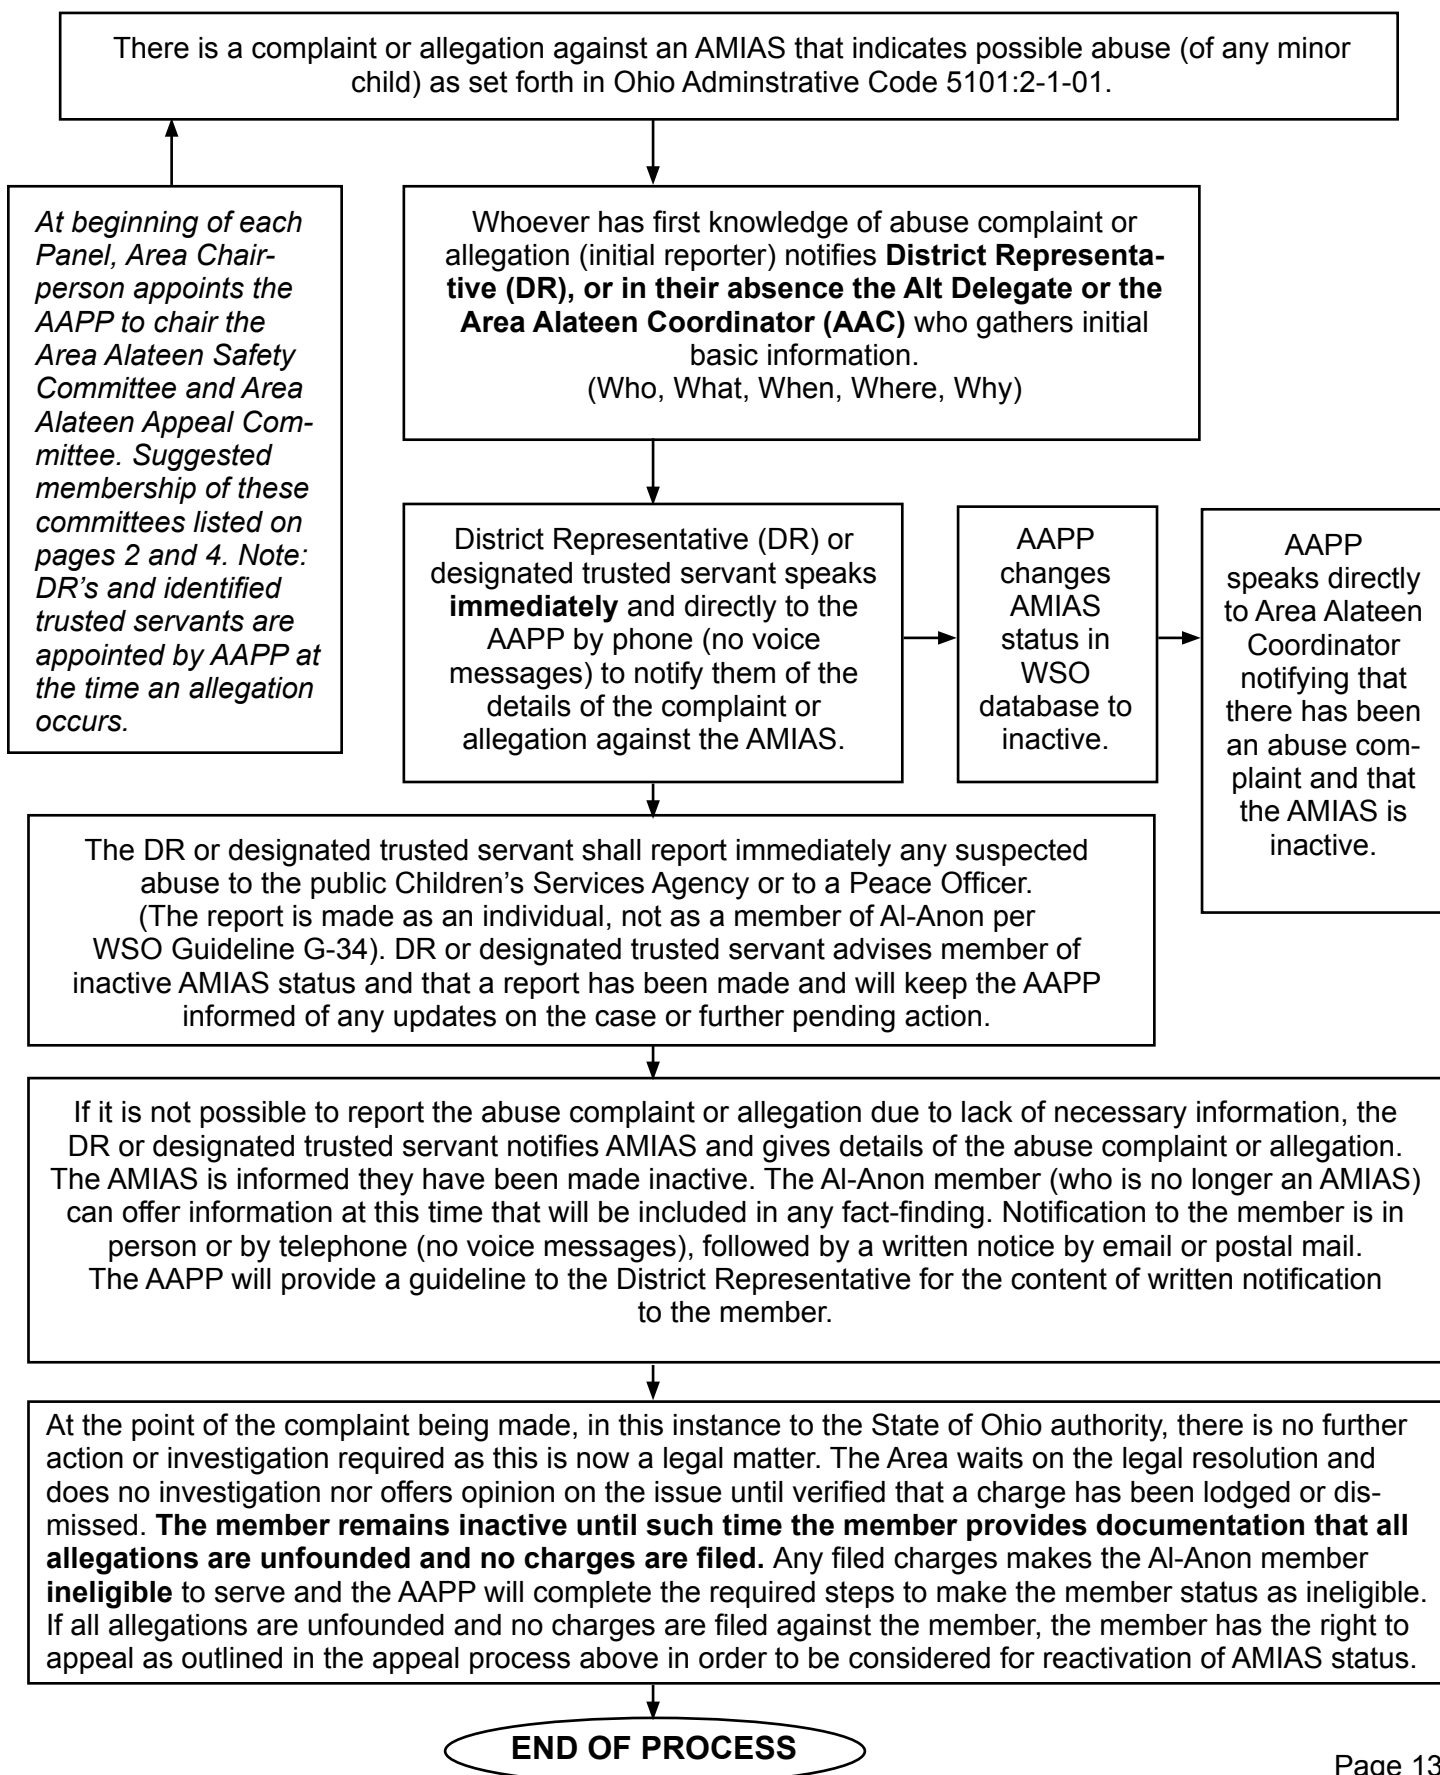 There is a complaint or allegation against an AMIAS that indicates possible abuse (of any minor
child) as set forth in Ohio Adminstrative Code 5101:2-1-01.
At beginning of each
Panel, Area Chair-
person appoints the
AAPP to chair the
Area Alateen Safety
Committee and Area
Alateen Appeal Com-
mittee. Suggested
membership of these
committees listed on
pages 2 and 4. Note:
DR's and identified
trusted servants are
appointed by AAPP at
the time an allegation
occurs.
Whoever has first knowledge of abuse complaint or
allegation (initial reporter) notifies District Representa-
tive (DR), or in their absence the Alt Delegate or the
Area Alateen Coordinator (AAC) who gathers initial
basic information.
(Who, What, When, Where, Why)
District Representative (DR) or
designated trusted servant speaks
immediately and directly to the
AAPP by phone (no voice
messages) to notify them of the
details of the complaint or
allegation against the AMIAS.
AAPP
changes
AMIAS
status in
WSO
database to
inactive.
AAPP
speaks directly
to Area Alateen
Coordinator
notifying that
there has been
an abuse com-
plaint and that
the AMIAS is
inactive.
The DR or designated trusted servant shall report immediately any suspected
abuse to the public Children's Services Agency or to a Peace Officer.
(The report is made as an individual, not as a member of Al-Anon per
WSO Guideline G-34). DR or designated trusted servant advises member of
inactive AMIAS status and that a report has been made and will keep the AAPP
informed of any updates on the case or further pending action.
If it is not possible to report the abuse complaint or allegation due to lack of necessary information, the
DR or designated trusted servant notifies AMIAS and gives details of the abuse complaint or allegation.
The AMIAS is informed they have been made inactive. The Al-Anon member (who is no longer an AMIAS)
can offer information at this time that will be included in any fact-finding. Notification to the member is in
person or by telephone (no voice messages), followed by a written notice by email or postal mail.
The AAPP will provide a guideline to the District Representative for the content of written notification
to the member.
At the point of the complaint being made, in this instance to the State of Ohio authority, there is no further
action or investigation required as this is now a legal matter. The Area waits on the legal resolution and
does no investigation nor offers opinion on the issue until verified that a charge has been lodged or dis-
missed. The member remains inactive until such time the member provides documentation that all
allegations are unfounded and no charges are filed. Any filed charges makes the Al-Anon member
ineligible to serve and the AAPP will complete the required steps to make the member status as ineligible.
If all allegations are unfounded and no charges are filed against the member, the member has the right to
appeal as outlined in the appeal process above in order to be considered for reactivation of AMIAS status.
END OF PROCESS
Page 13